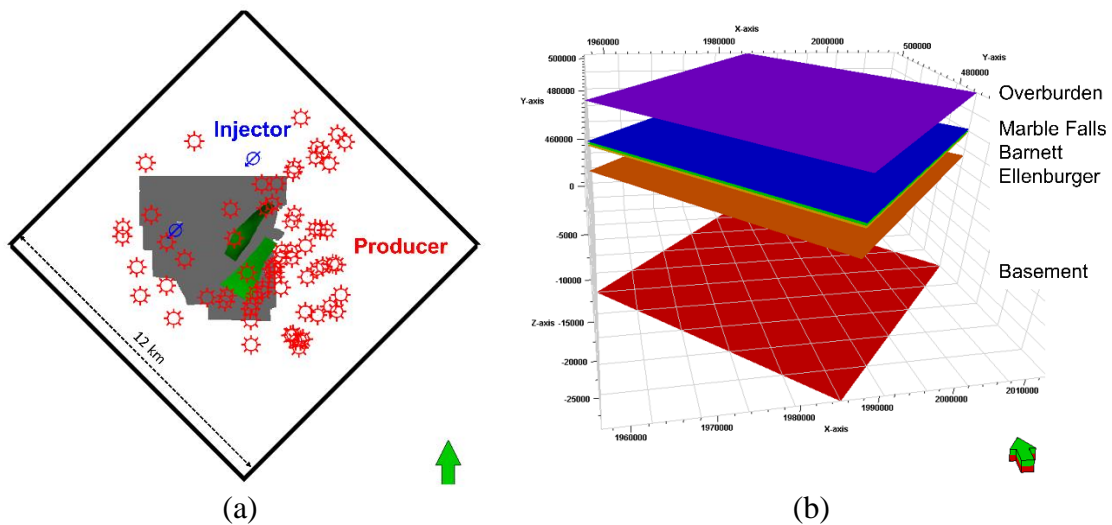 Injector
Producer
12 km
(a)
X-axis
1960000
1980000
2000000
500000
480000
Y-axis
500000
480000
Y-axis
460000
0
-5000
-10000
Z-axis -15000
-20000
-25000
1960000
1970000
1980000
1990000
2000000
2010000
X-axis
Overburden
Marble Falls
Barnett
Ellenburger
Basement
(b)